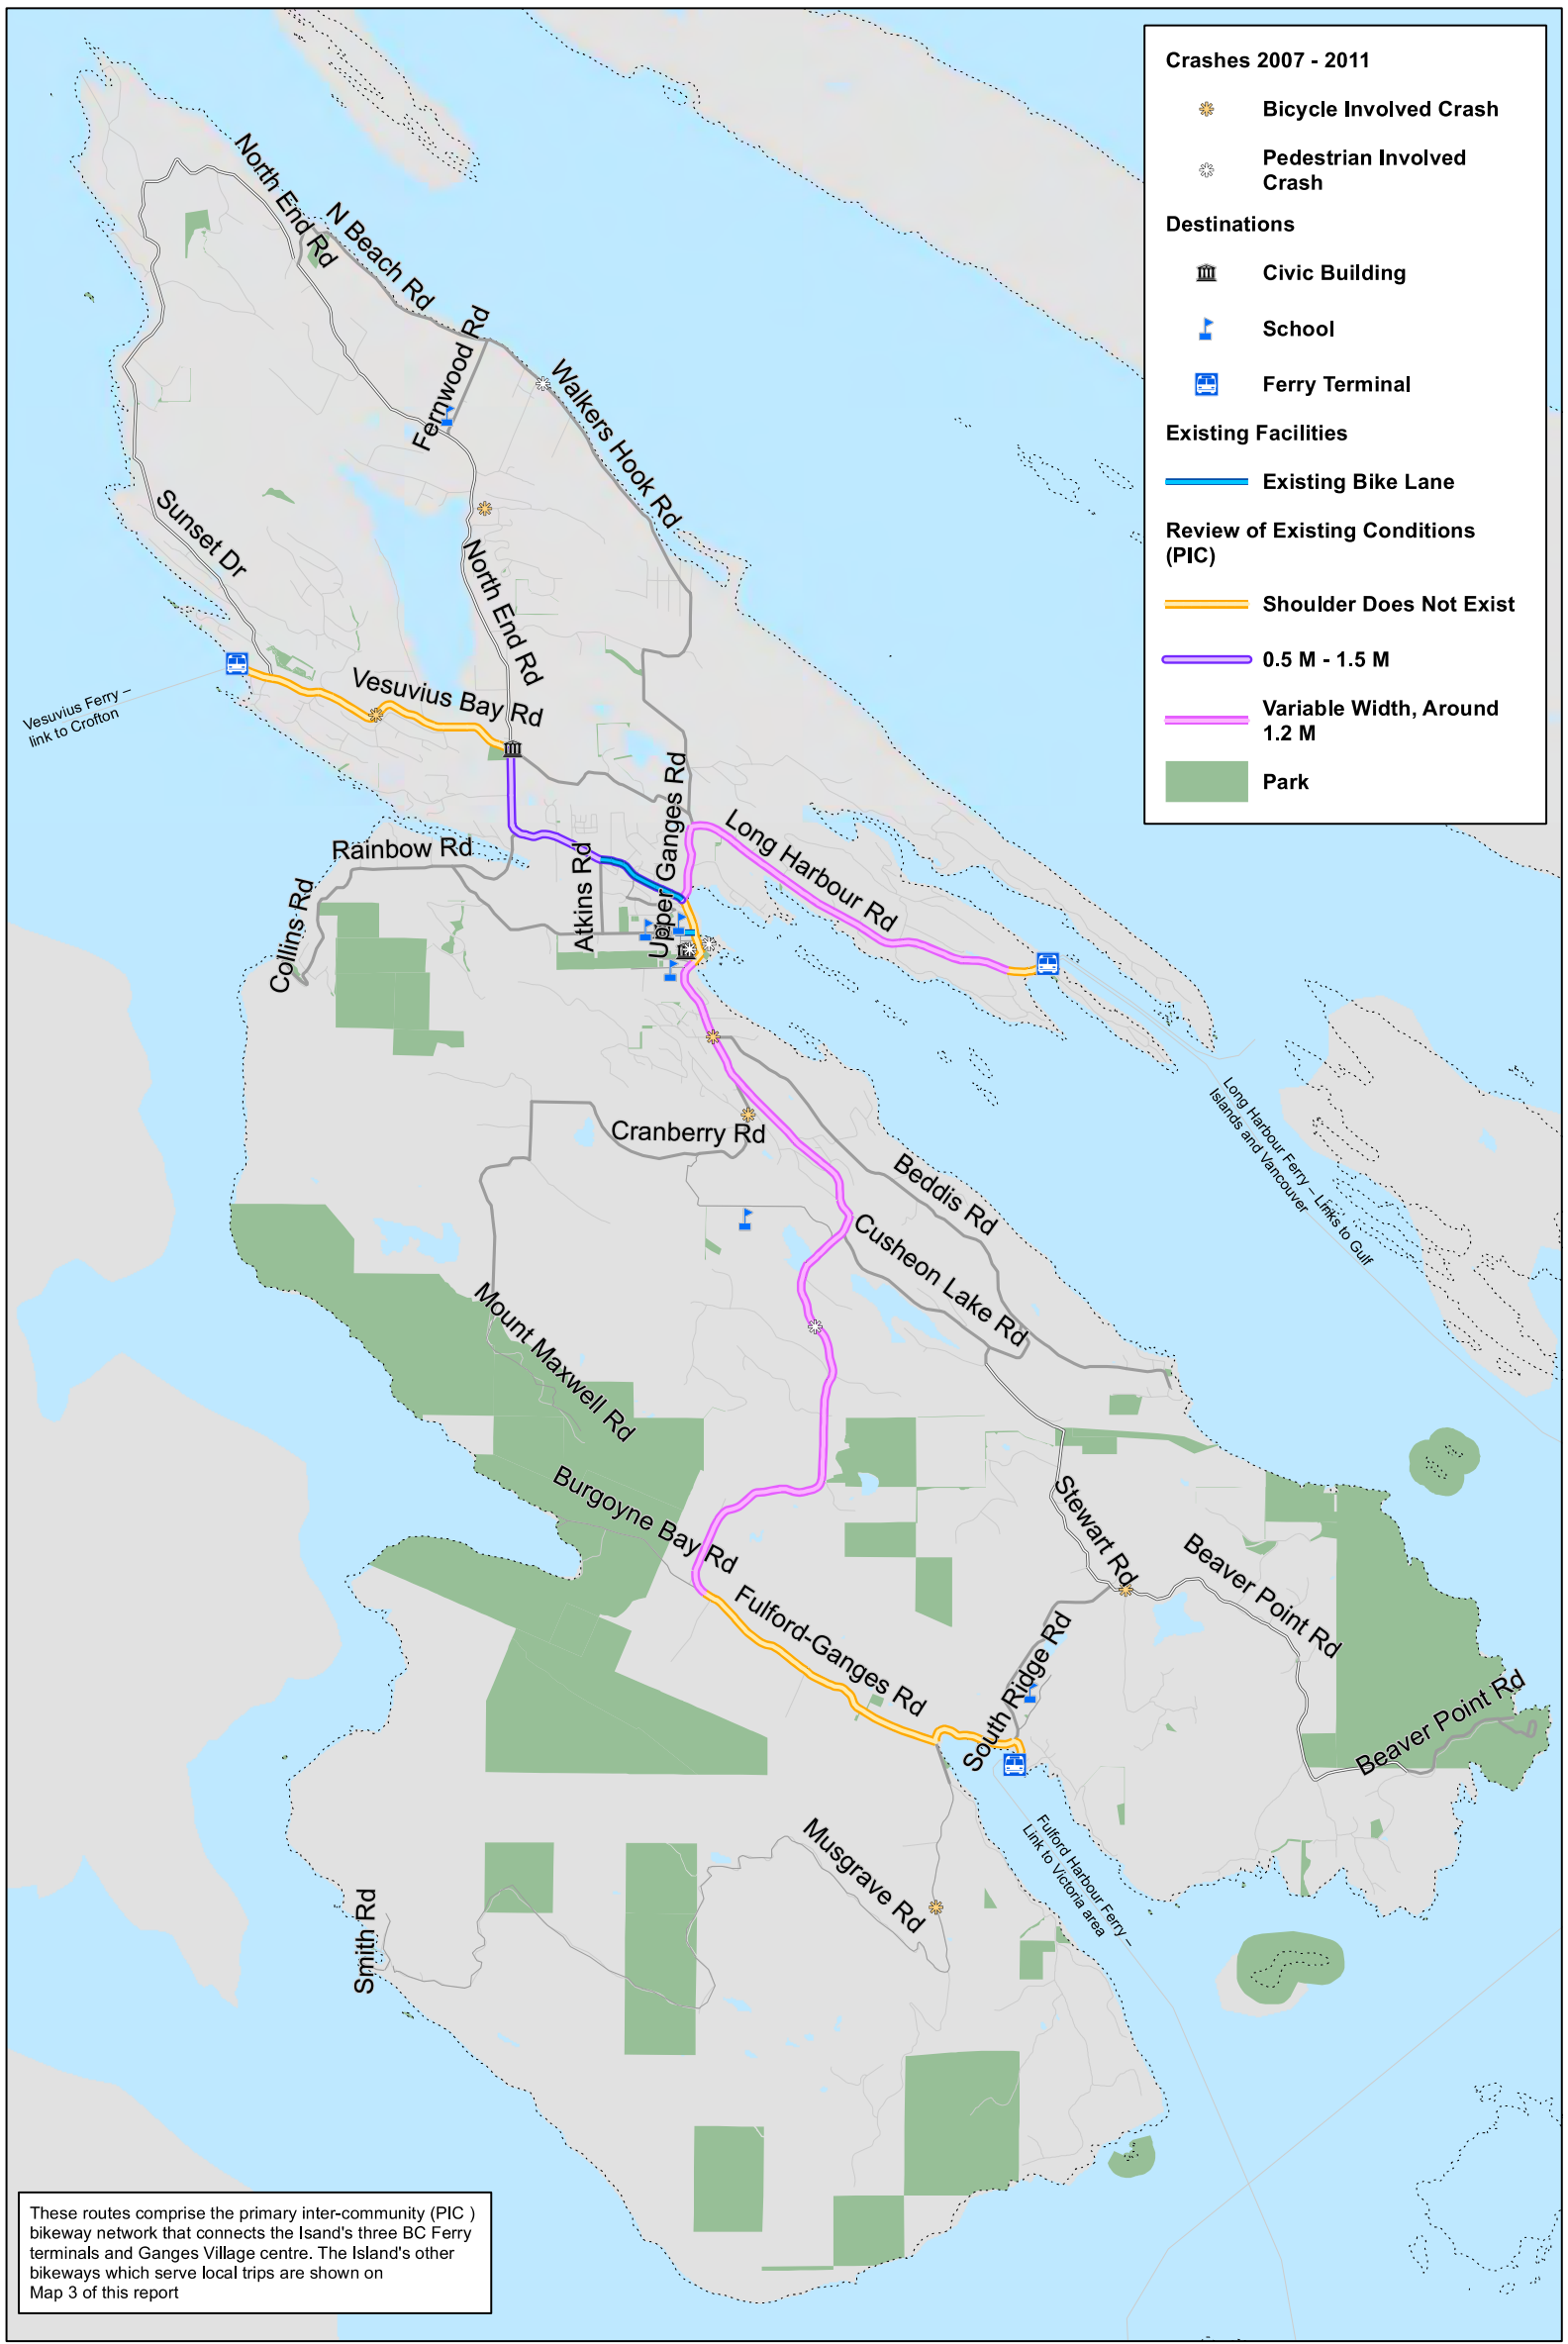 Crashes 2007 - 2011
Bicycle Involved Crash
Pedestrian Involved
Crash
Destinations
Civic Building
School
Ferry Terminal
Existing Facilities
Existing Bike Lane
Review of Existing Conditions
(PIC)
Shoulder Does Not Exist
0.5 M - 1.5 M
Variable Width, Around
1.2 M
Park
North End Rd
N Beach Rd
Fernwood Rd
Walkers Hook Rd
Sunset Dr
North End Rd
Vesuvius Bay Rd
Vesuvius Ferry –
link to Crofton
Upper Ganges Rd
Long Harbour Rd
Rainbow Rd
Atkins Rd
Collins Rd
Long Harbour Ferry – Links to Gulf
Islands and Vancouver
Cranberry Rd
Beddis Rd
Cusheon Lake Rd
Mount Maxwell Rd
Burgoyne Bay Rd
Stewart Rd
Beaver Point Rd
Fulford-Ganges Rd
South Ridge Rd
Beaver Point Rd
Musgrave Rd
Fulford Harbour Ferry –
Link to Victoria area
Smith Rd
These routes comprise the primary inter-community (PIC )
bikeway network that connects the Isand's three BC Ferry
terminals and Ganges Village centre. The Island's other
bikeways which serve local trips are shown on
Map 3 of this report